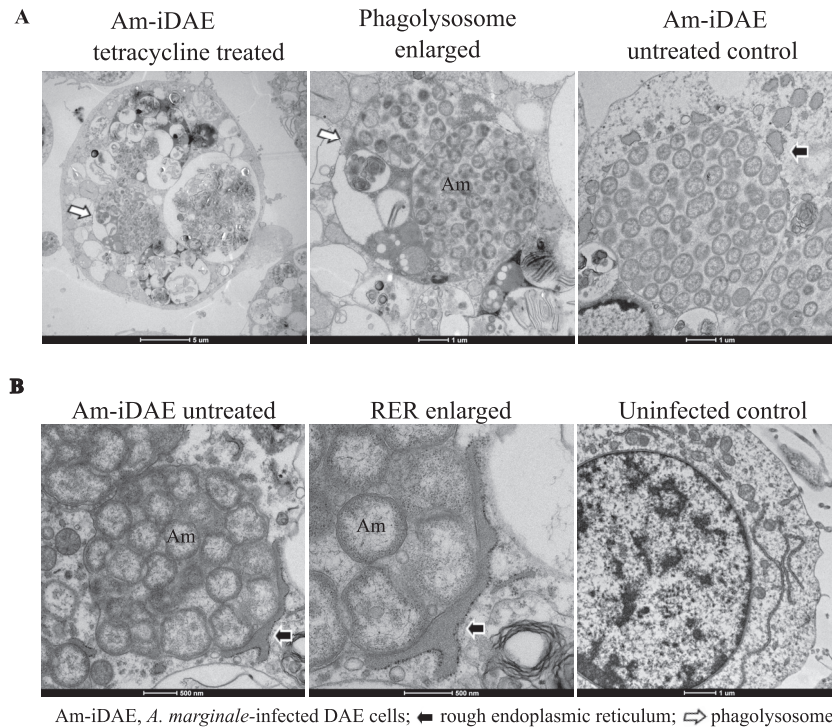 A
Am-iDAE
tetracycline treated
Phagolysosome
enlarged
Am-iDAE
untreated control
Am
5 um
1 um
1 um
B
Am-iDAE untreated
RER enlarged
Uninfected control
Am
Am
500 nm
500 nm
1 um
Am-iDAE, A. marginale-infected DAE cells; rough endoplasmic reticulum; phagolysosome